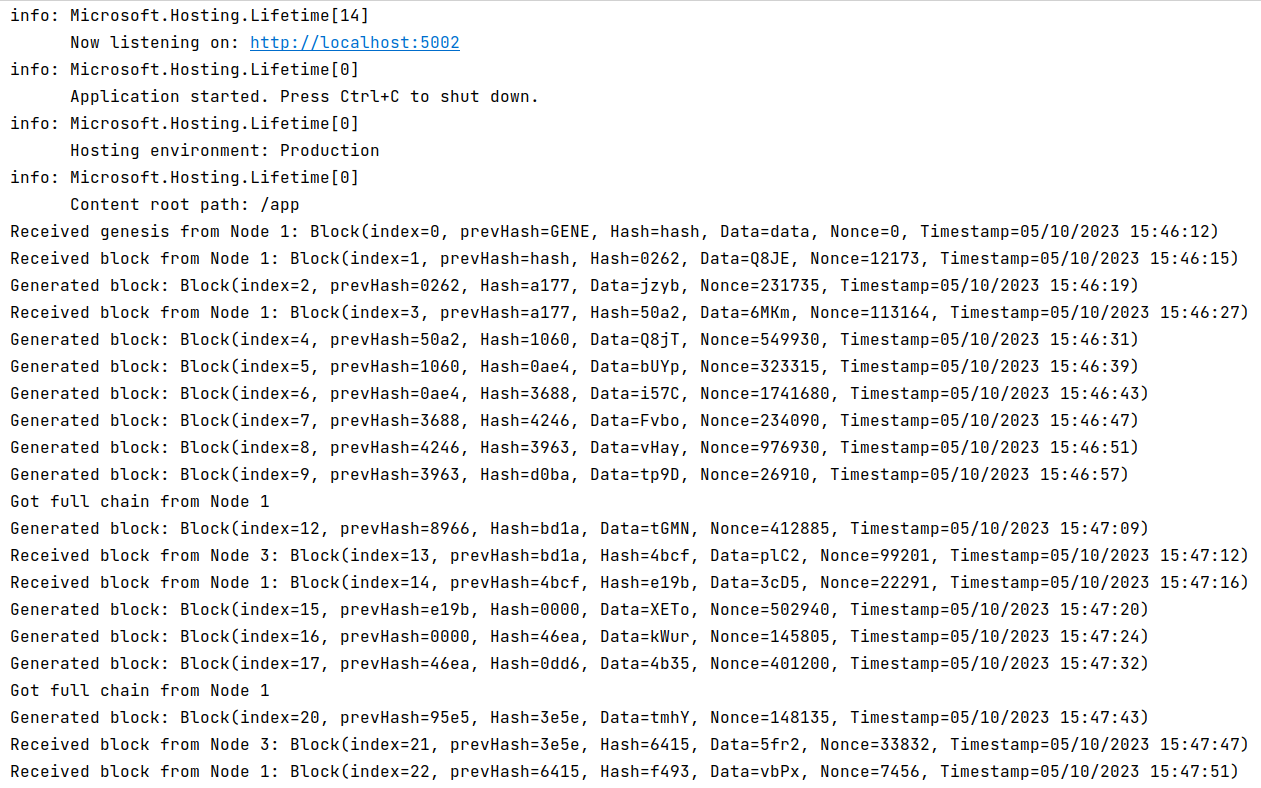 info: Microsoft.Hosting.Lifetime[14]
      Now listening on: http://localhost:5002
info: Microsoft.Hosting.Lifetime[0]
      Application started. Press Ctrl+C to shut down.
info: Microsoft.Hosting.Lifetime[0]
      Hosting environment: Production
info: Microsoft.Hosting.Lifetime[0]
      Content root path: /app
Received genesis from Node 1: Block(index=0, prevHash=GENE, Hash=hash, Data=data, Nonce=0, Timestamp=05/10/2023 15:46:12)
Received block from Node 1: Block(index=1, prevHash=hash, Hash=0262, Data=Q8JE, Nonce=12173, Timestamp=05/10/2023 15:46:15)
Generated block: Block(index=2, prevHash=0262, Hash=a177, Data=jzyb, Nonce=231735, Timestamp=05/10/2023 15:46:19)
Received block from Node 1: Block(index=3, prevHash=a177, Hash=50a2, Data=6MKm, Nonce=113164, Timestamp=05/10/2023 15:46:27)
Generated block: Block(index=4, prevHash=50a2, Hash=1060, Data=Q8jT, Nonce=549930, Timestamp=05/10/2023 15:46:31)
Generated block: Block(index=5, prevHash=1060, Hash=0ae4, Data=bUYp, Nonce=323315, Timestamp=05/10/2023 15:46:39)
Generated block: Block(index=6, prevHash=0ae4, Hash=3688, Data=i57C, Nonce=1741680, Timestamp=05/10/2023 15:46:43)
Generated block: Block(index=7, prevHash=3688, Hash=4246, Data=Fvbo, Nonce=234090, Timestamp=05/10/2023 15:46:47)
Generated block: Block(index=8, prevHash=4246, Hash=3963, Data=vHay, Nonce=976930, Timestamp=05/10/2023 15:46:51)
Generated block: Block(index=9, prevHash=3963, Hash=d0ba, Data=tp9D, Nonce=26910, Timestamp=05/10/2023 15:46:57)
Got full chain from Node 1
Generated block: Block(index=12, prevHash=8966, Hash=bd1a, Data=tGMN, Nonce=412885, Timestamp=05/10/2023 15:47:09)
Received block from Node 3: Block(index=13, prevHash=bd1a, Hash=4bcf, Data=plC2, Nonce=99201, Timestamp=05/10/2023 15:47:12)
Received block from Node 1: Block(index=14, prevHash=4bcf, Hash=e19b, Data=3cD5, Nonce=22291, Timestamp=05/10/2023 15:47:16)
Generated block: Block(index=15, prevHash=e19b, Hash=0000, Data=XETo, Nonce=502940, Timestamp=05/10/2023 15:47:20)
Generated block: Block(index=16, prevHash=0000, Hash=46ea, Data=kWur, Nonce=145805, Timestamp=05/10/2023 15:47:24)
Generated block: Block(index=17, prevHash=46ea, Hash=0dd6, Data=4b35, Nonce=401200, Timestamp=05/10/2023 15:47:32)
Got full chain from Node 1
Generated block: Block(index=20, prevHash=95e5, Hash=3e5e, Data=tmhY, Nonce=148135, Timestamp=05/10/2023 15:47:43)
Received block from Node 3: Block(index=21, prevHash=3e5e, Hash=6415, Data=5fr2, Nonce=33832, Timestamp=05/10/2023 15:47:47)
Received block from Node 1: Block(index=22, prevHash=6415, Hash=f493, Data=vbPx, Nonce=7456, Timestamp=05/10/2023 15:47:51)